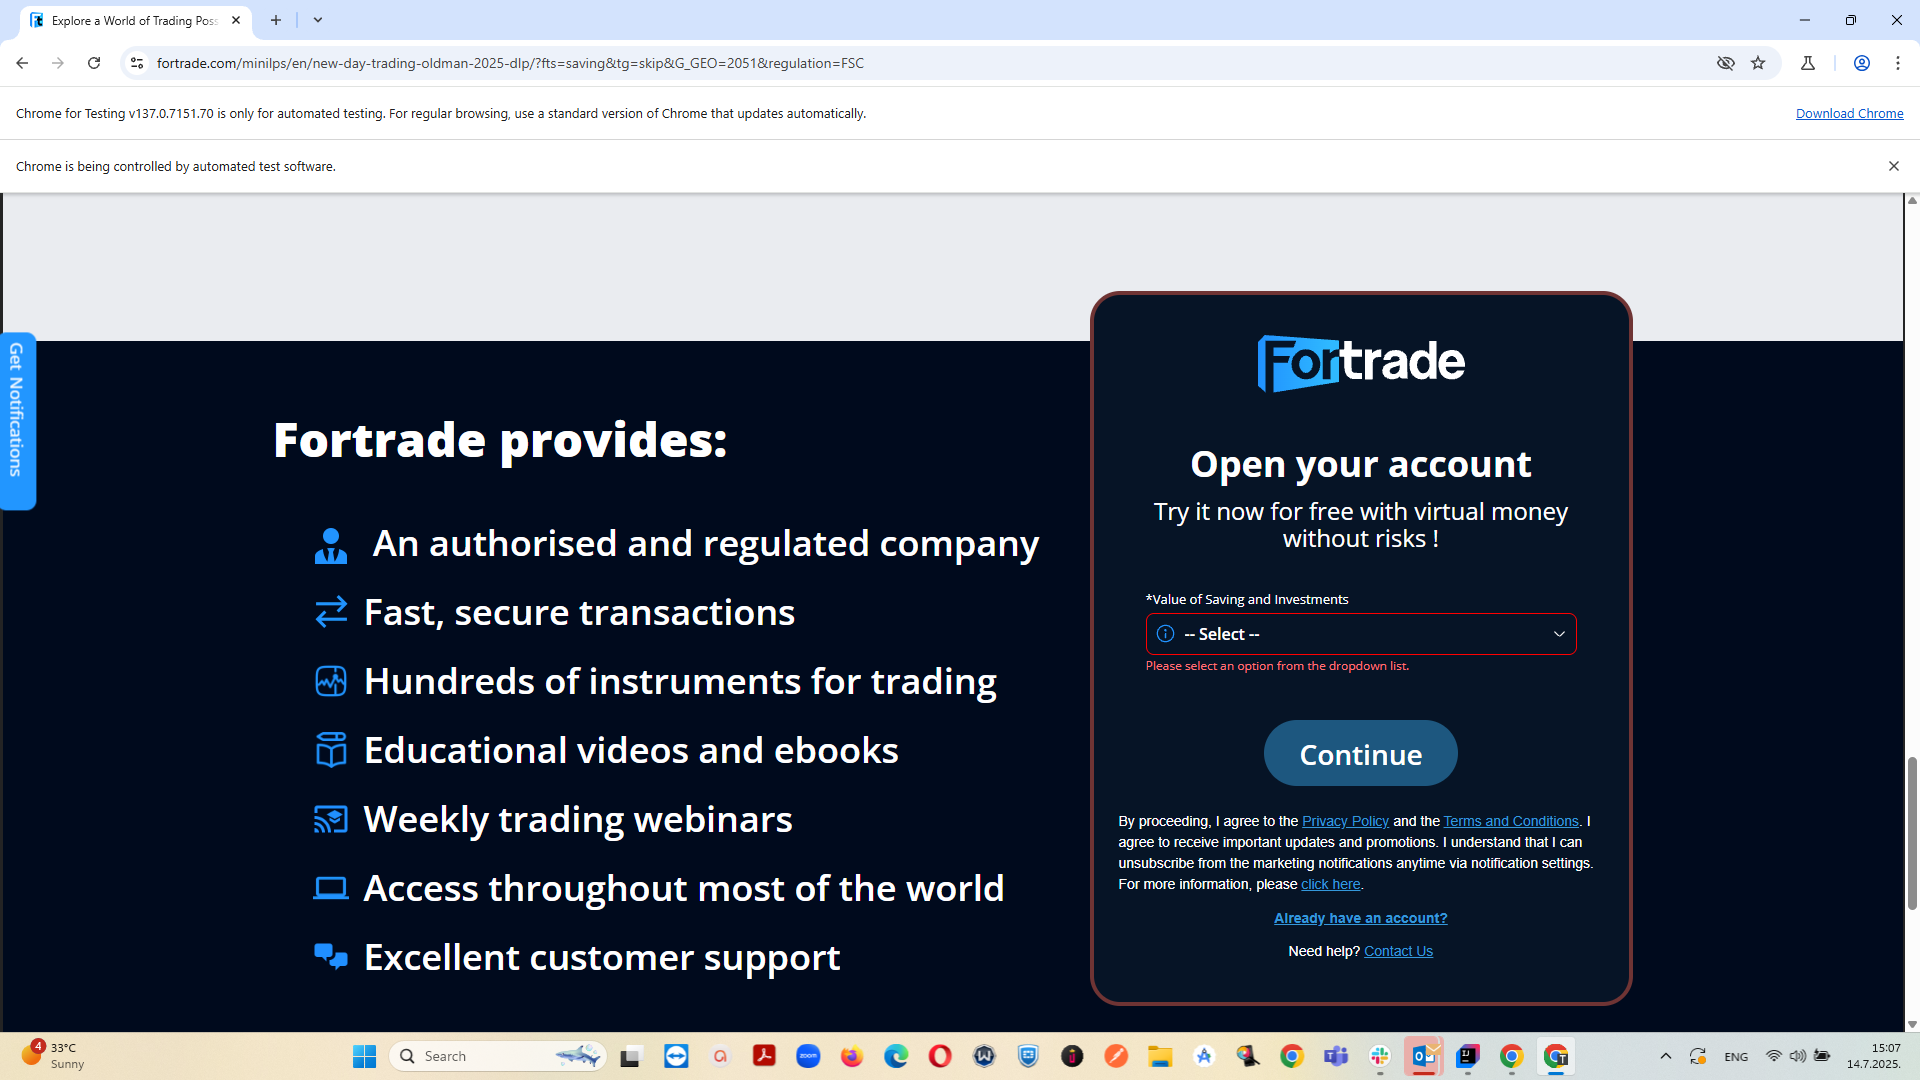 Explore a World of Trading Poss
fortrade.com/minilps/en/new-day-trading-oldman-2025-dlp/?fts=saving&tg=skip&G_GEO=2051&regulation=FSC
Chrome for Testing v137.0.7151.70 is only for automated testing. For regular browsing, use a standard version of Chrome that updates automatically.
Download Chrome
Chrome is being controlled by automated test software.
Get Notifications
Fortrade provides:
An authorised and regulated company
Fast, secure transactions
Hundreds of instruments for trading
Educational videos and ebooks
Weekly trading webinars
Access throughout most of the world
Excellent customer support
Fortrade
Open your account
Try it now for free with virtual money
without risks !
*Value of Saving and Investments
-- Select --
Please select an option from the dropdown list.
Continue
By proceeding, I agree to the Privacy Policy and the Terms and Conditions. I
agree to receive important updates and promotions. I understand that I can
unsubscribe from the marketing notifications anytime via notification settings.
For more information, please click here.
Already have an account?
Need help? Contact Us
4
33°C
Sunny
Search
zoom
ENG
15:07
14.7.2025.